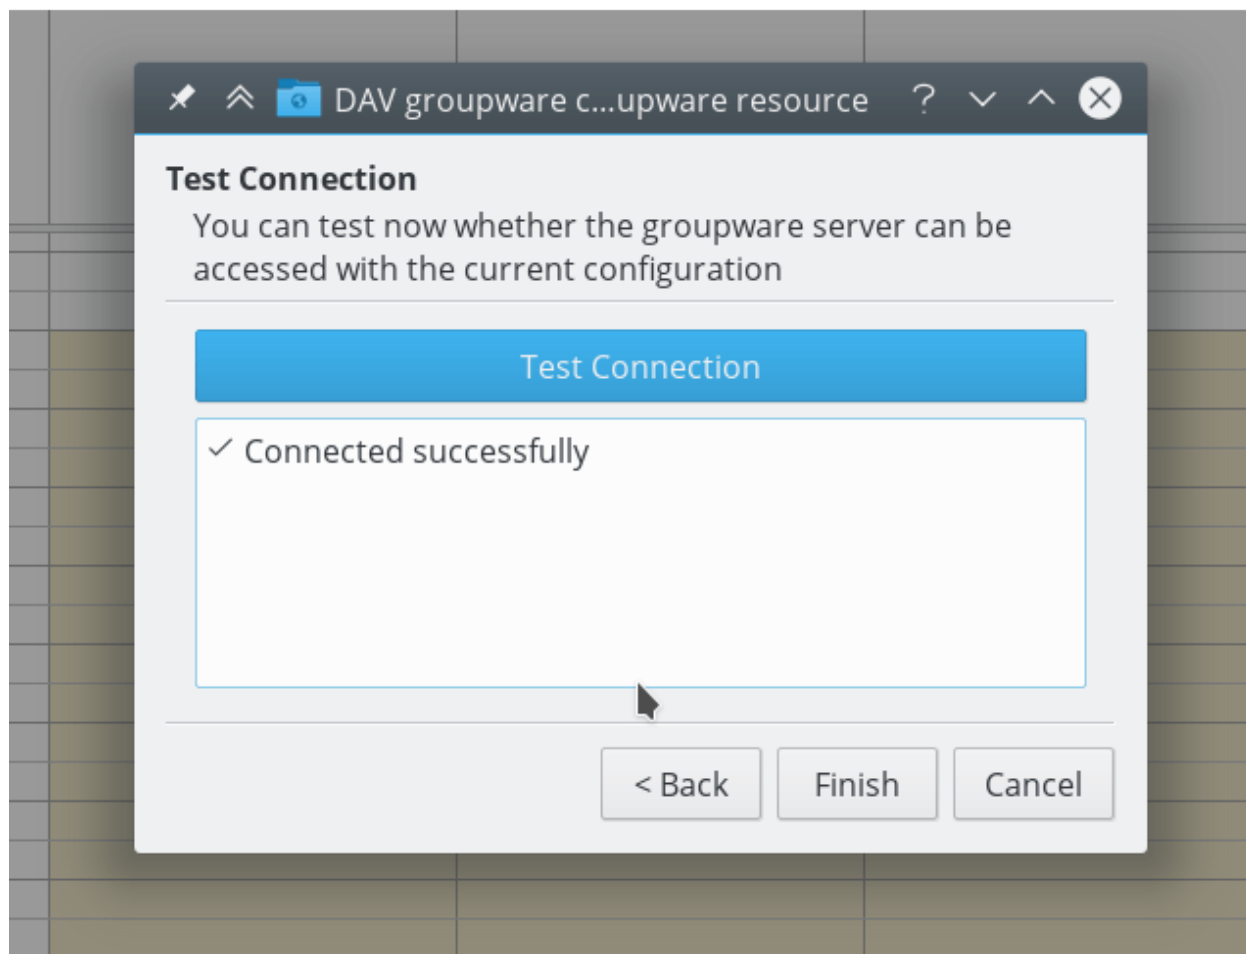 DAV groupware c...upware resource
Test Connection
You can test now whether the groupware server can be
accessed with the current configuration
Test Connection
✓ Connected successfully
< Back
Finish
Cancel